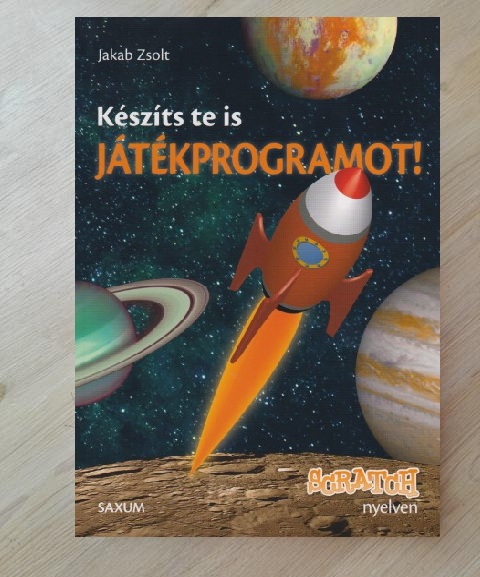 Jakab Zsolt
Készíts te is
JÁTÉKPROGRAMOT!
SCRATCH
nyelven
SAXUM